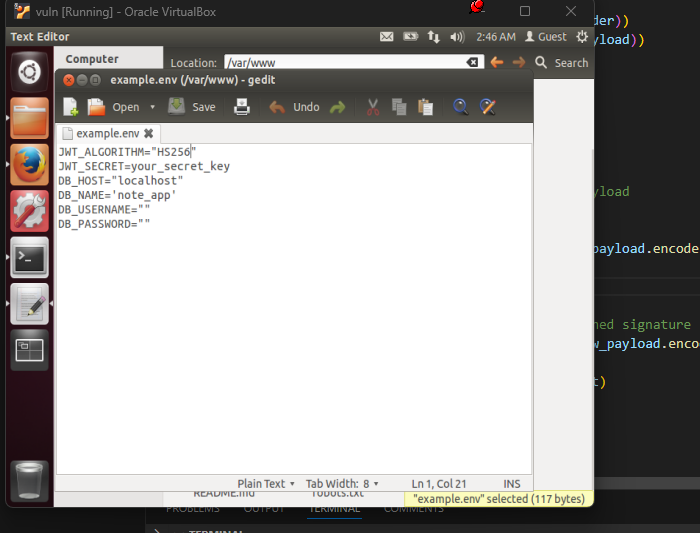 vuln [Running] - Oracle VirtualBox
Text Editor
2:46 AM
Guest
Computer
Location:
/var/www
Search
example.env (/var/www) - gedit
Open
Save
Undo
example.env
JWT_ALGORITHM="HS256"
JWT_SECRET=your_secret_key
DB_HOST="localhost"
DB_NAME='note_app'
DB_USERNAME=""
DB_PASSWORD=""
Plain Text
Tab Width: 8
Ln 1, Col 21
INS
README.md
robots.txt
"example.env" selected (117 bytes)
der))
yload))
yload
payload.encode
ned signature
w_payload.enco
t)
PROBLEMS
OUTPUT
TERMINAL
COMMENTS
TERMINAL